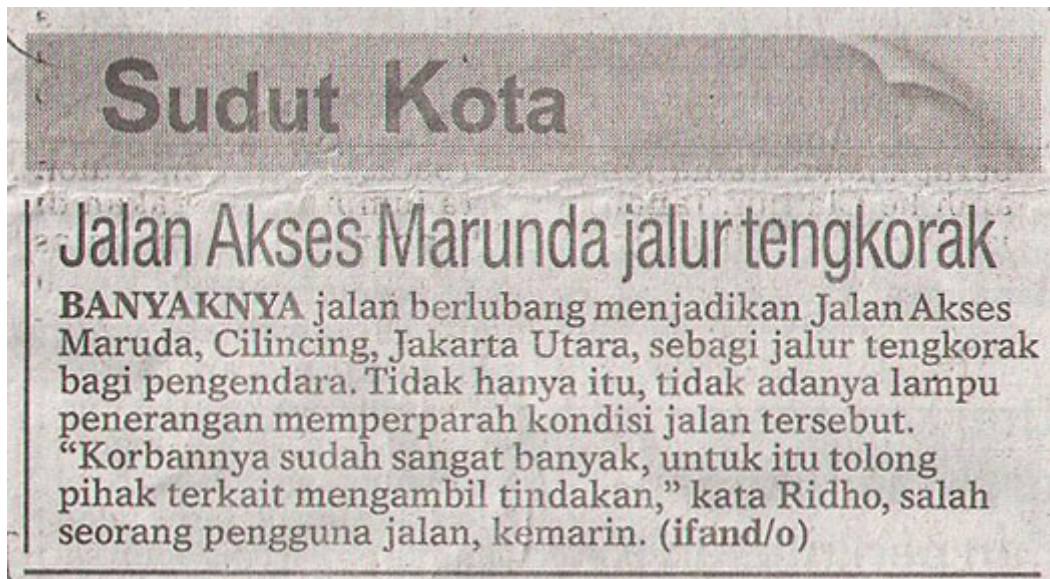 Sudut Kota
Jalan Akses Marunda jalur tengkorak
BANYAKNYA jalan berlubang menjadikan Jalan Akses
Maruda, Cilincing, Jakarta Utara, sebagi jalur tengkorak
bagi pengendara. Tidak hanya itu, tidak adanya lampu
penerangan memperparah kondisi jalan tersebut.
“Korbannya sudah sangat banyak, untuk itu tolong
pihak terkait mengambil tindakan,” kata Ridho, salah
seorang pengguna jalan, kemarin. (ifand/o)